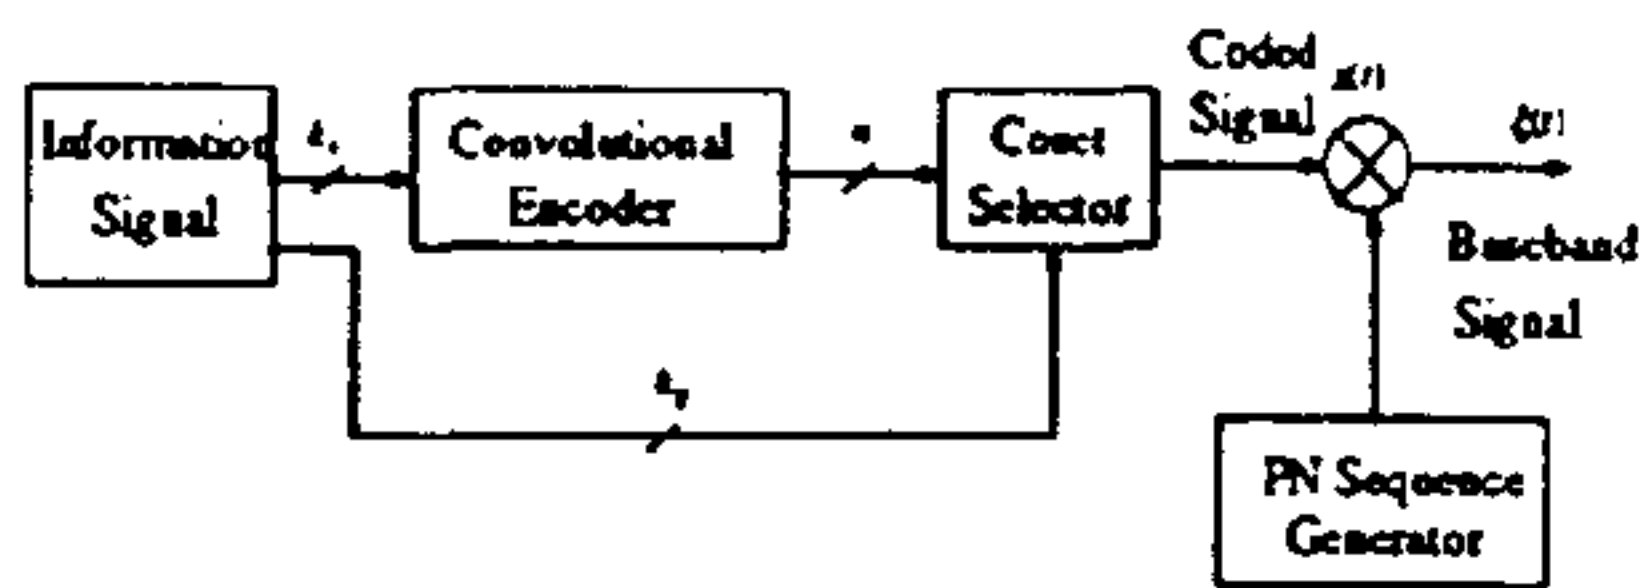 Information
Signal
Convolutional
Encoder
n
Coset
Selector
Coded
Signal
Baseband
Signal
PN Sequence
Generator